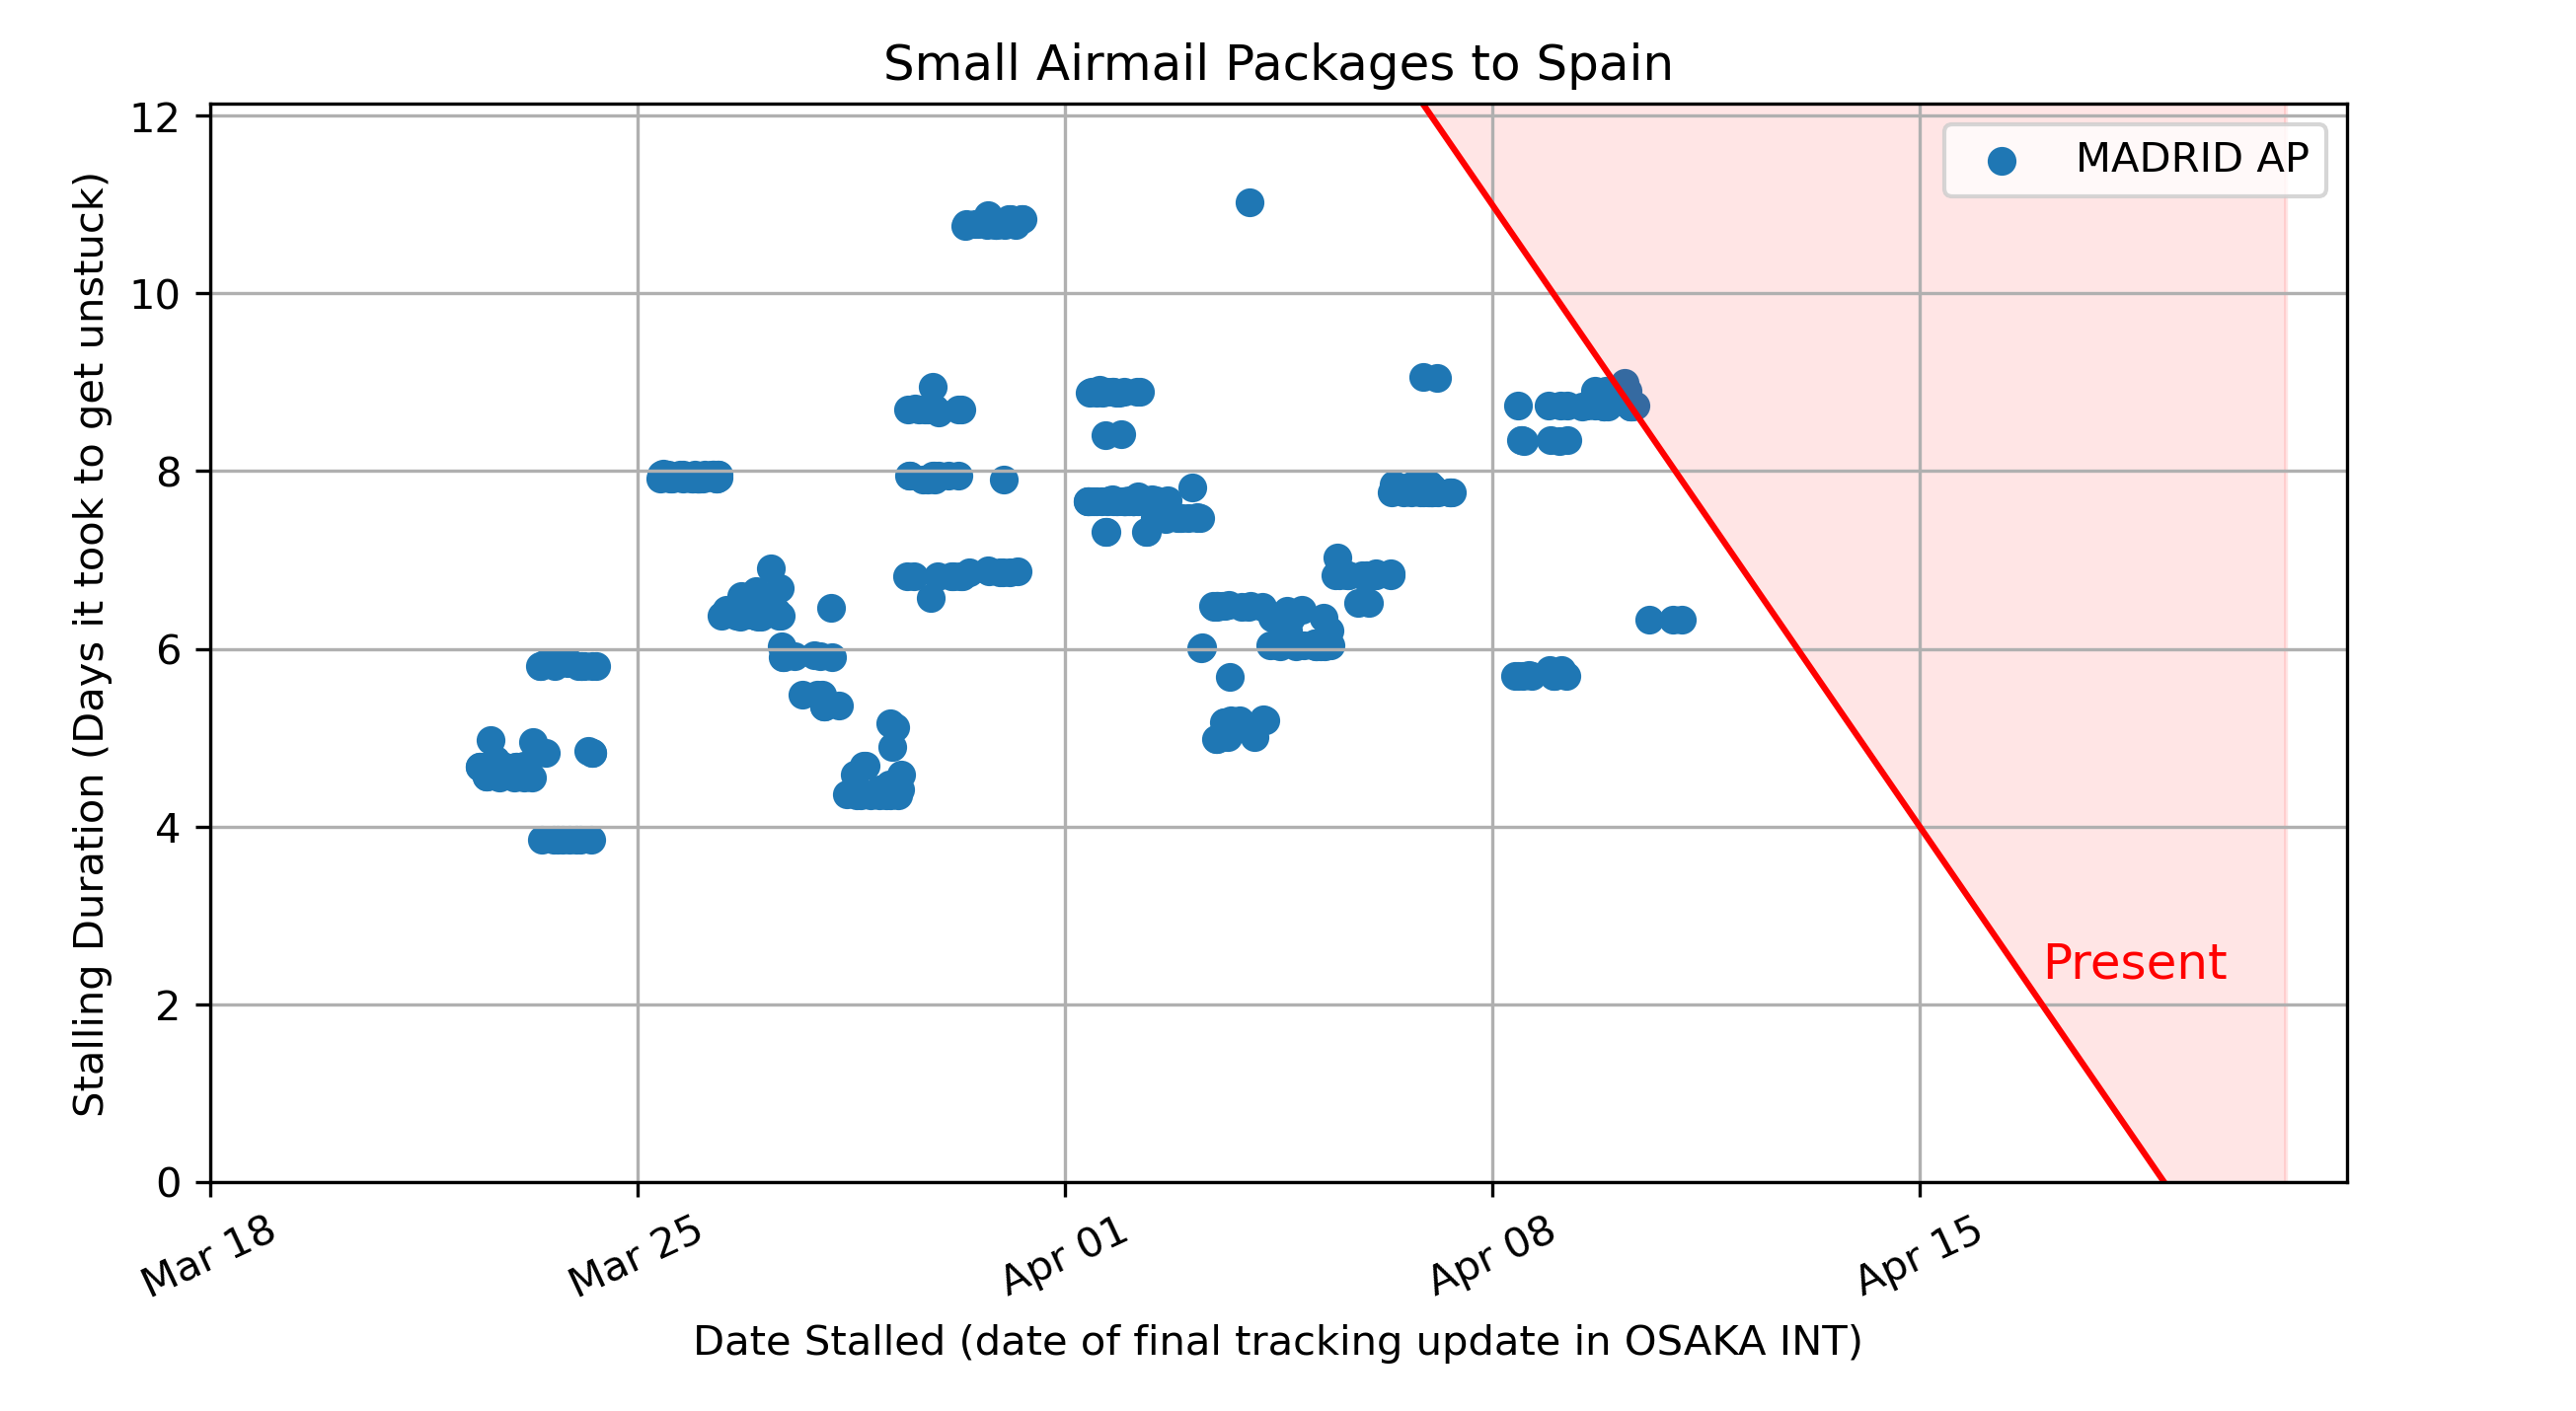 Small Airmail Packages to Spain
Stalling Duration (Days it took to get unstuck)
12
10
8
6
4
2
0
MADRID AP
Present
Mar 18
Mar 25
Apr 01
Apr 08
Apr 15
Date Stalled (date of final tracking update in OSAKA INT)